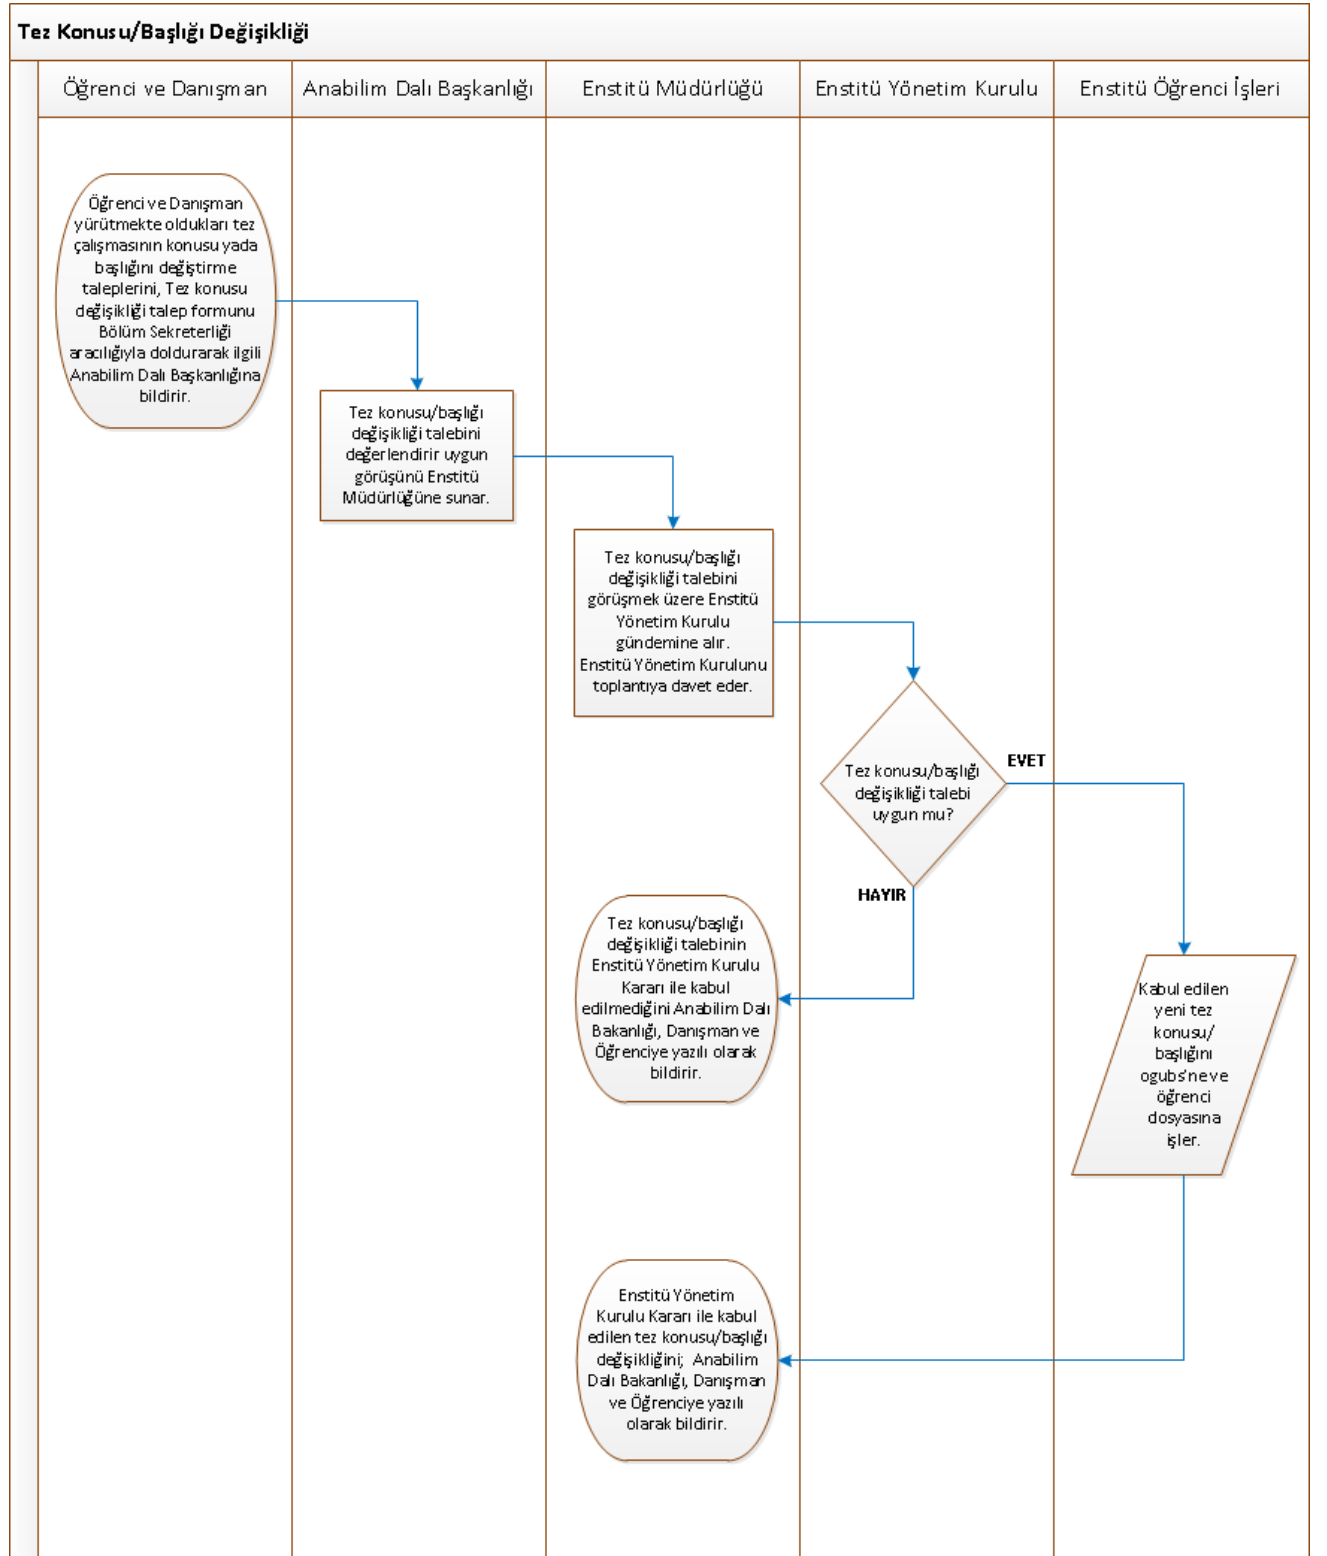 Tez Konusu/Başlığı Değişikliği
Öğrenci ve Danışman
Anabilim Dalı Başkanlığı
Enstitü Müdürlüğü
Enstitü Yönetim Kurulu
Enstitü Öğrenci İşleri
Öğrenci ve Danışman
yürütmekte oldukları tez
çalışmasının konusu yada
başlığını değiştirme
taleplerini, Tez konusu
değişikliği talep formunu
Bölüm Sekreterliği
aracılığıyla doldurarak ilgili
Anabilim Dalı Başkanlığına
bildirir.
Tez konusu/başlığı
değişikliği talebini
değerlendirir uygun
görüşünü Enstitü
Müdürlüğüne sunar.
Tez konusu/başlığı
değişikliği talebini
görüşmek üzere Enstitü
Yönetim Kurulu
gündemine alır.
Enstitü Yönetim Kurulunu
toplantıya davet eder.
Tez konusu/başlığı
değişikliği talebi
uygun mu?
EVET
HAYIR
Tez konusu/başlığı
değişikliği talebinin
Enstitü Yönetim Kurulu
Kararı ile kabul
edilmediğini Anabilim Dalı
Bakanlığı, Danışman ve
Öğrenciye yazılı olarak
bildirir.
Kabul edilen
yeni tez
konusu/
başlığını
ogubs'ne ve
öğrenci
dosyasına
işler.
Enstitü Yönetim
Kurulu Kararı ile kabul
edilen tez konusu/başlığı
değişikliğini; Anabilim
Dalı Bakanlığı, Danışman
ve Öğrenciye yazılı
olarak bildirir.